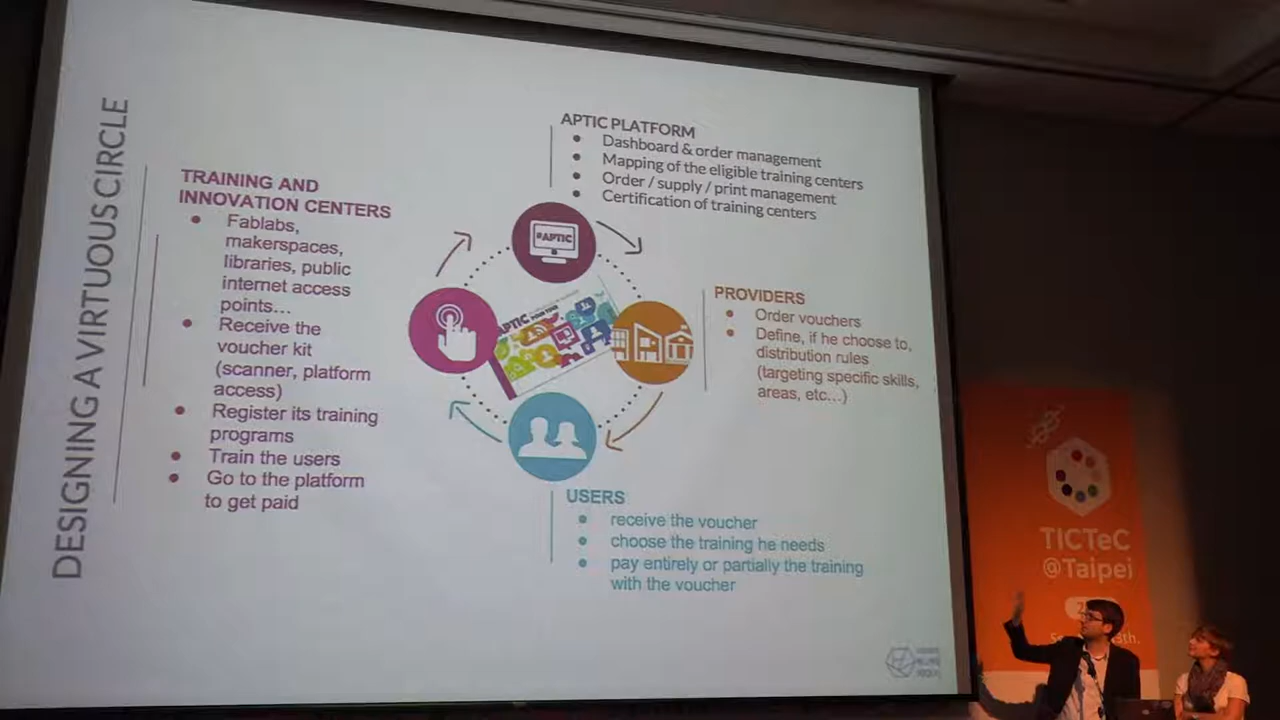 DESIGNING A VIRTUOUS CIRCLE
TRAINING AND
INNOVATION CENTERS
● Fablabs,
makerspaces,
libraries, public
internet access
points...
● Receive the
voucher kit
(scanner, platform
access)
● Register its training
programs
● Train the users
● Go to the platform
to get paid
APTIC PLATFORM
● Dashboard & order management
● Mapping of the eligible training centers
● Order / supply / print management
● Certification of training centers
#APTIC
APTIC
PROVIDERS
● Order vouchers
● Define, if he choose to,
distribution rules
(targeting specific skills,
areas, etc...)
USERS
● receive the voucher
● choose the training he needs
● pay entirely or partially the training
with the voucher
TICTeC
@Taipei